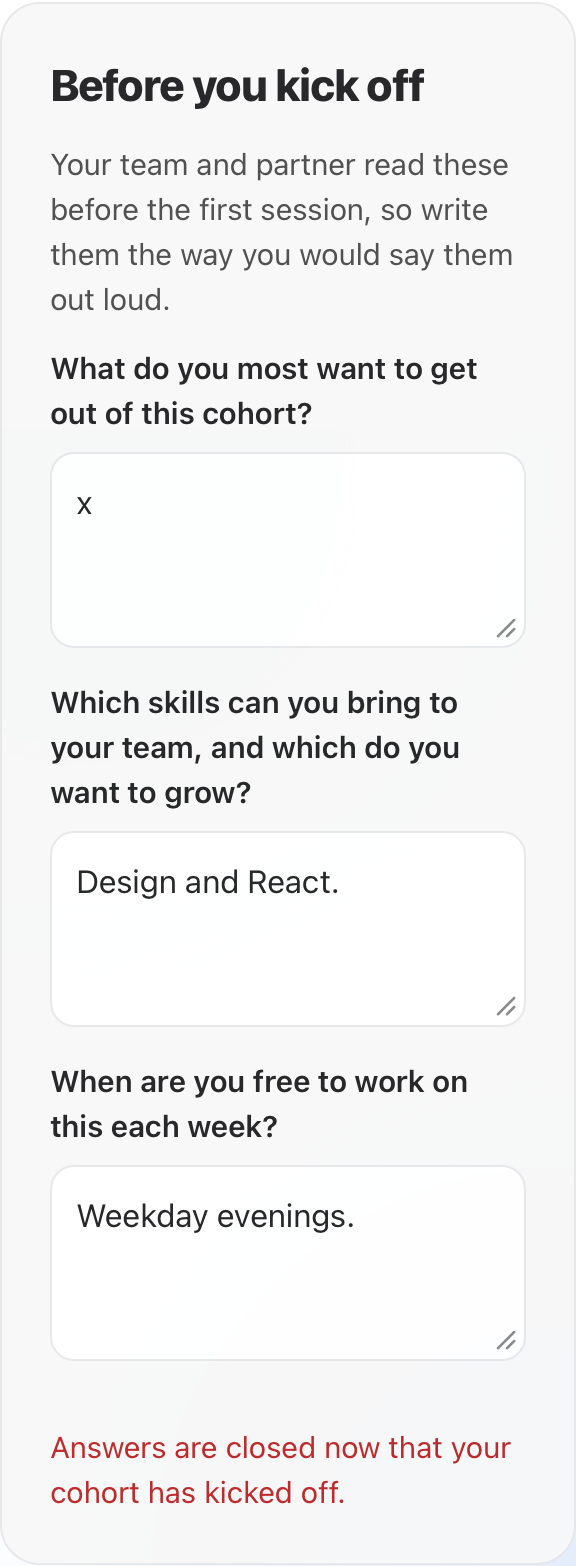 Before you kick off
Your team and partner read these
before the first session, so write
them the way you would say them
out loud.
What do you most want to get
out of this cohort?
x
Which skills can you bring to
your team, and which do you
want to grow?
Design and React.
When are you free to work on
this each week?
Weekday evenings.
Answers are closed now that your
cohort has kicked off.